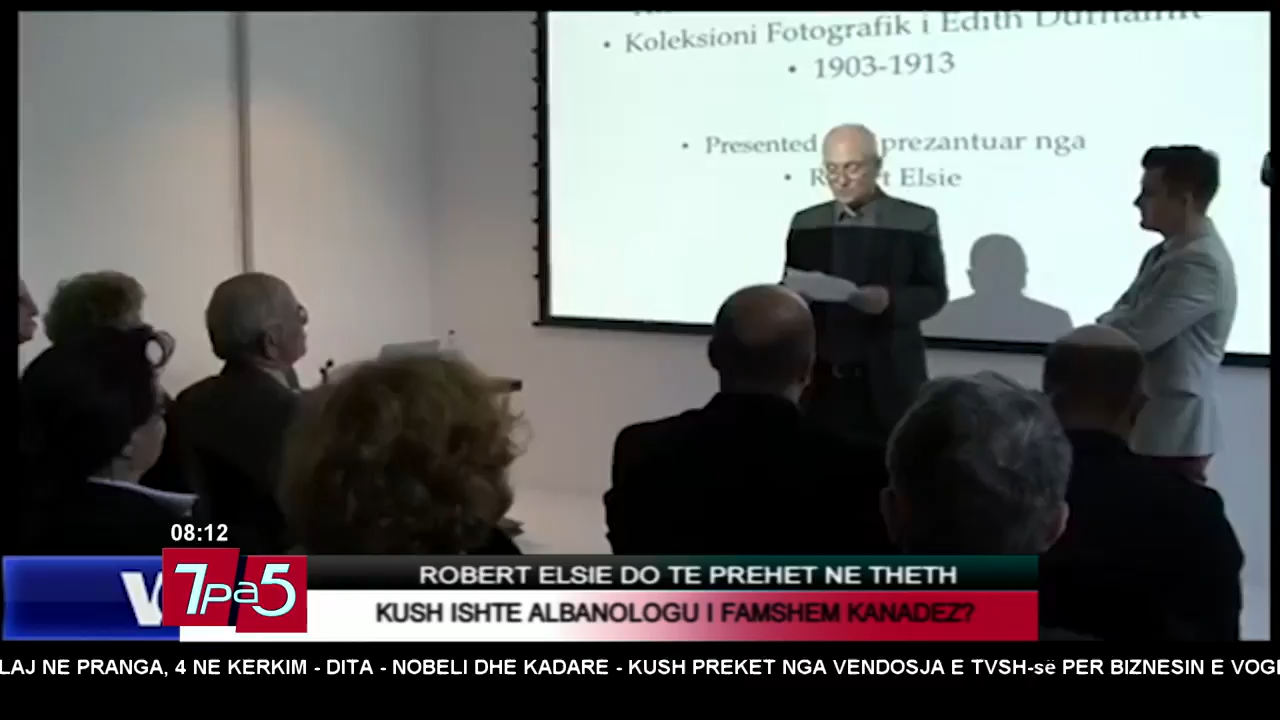 • Koleksioni Fotografik i Edith Durhamit
• 1903-1913
• Presented prezantuar nga
• Elsie
08:12
7pa5
ROBERT ELSIE DO TE PREHET NE THETH
KUSH ISHTE ALBANOLOGU I FAMSHEM KANADEZ?
LAJ NE PRANGA, 4 NE KERKIM - DITA - NOBELI DHE KADARE - KUSH PREKET NGA VENDOSJA E TVSH-së PER BIZNESIN E VOGE